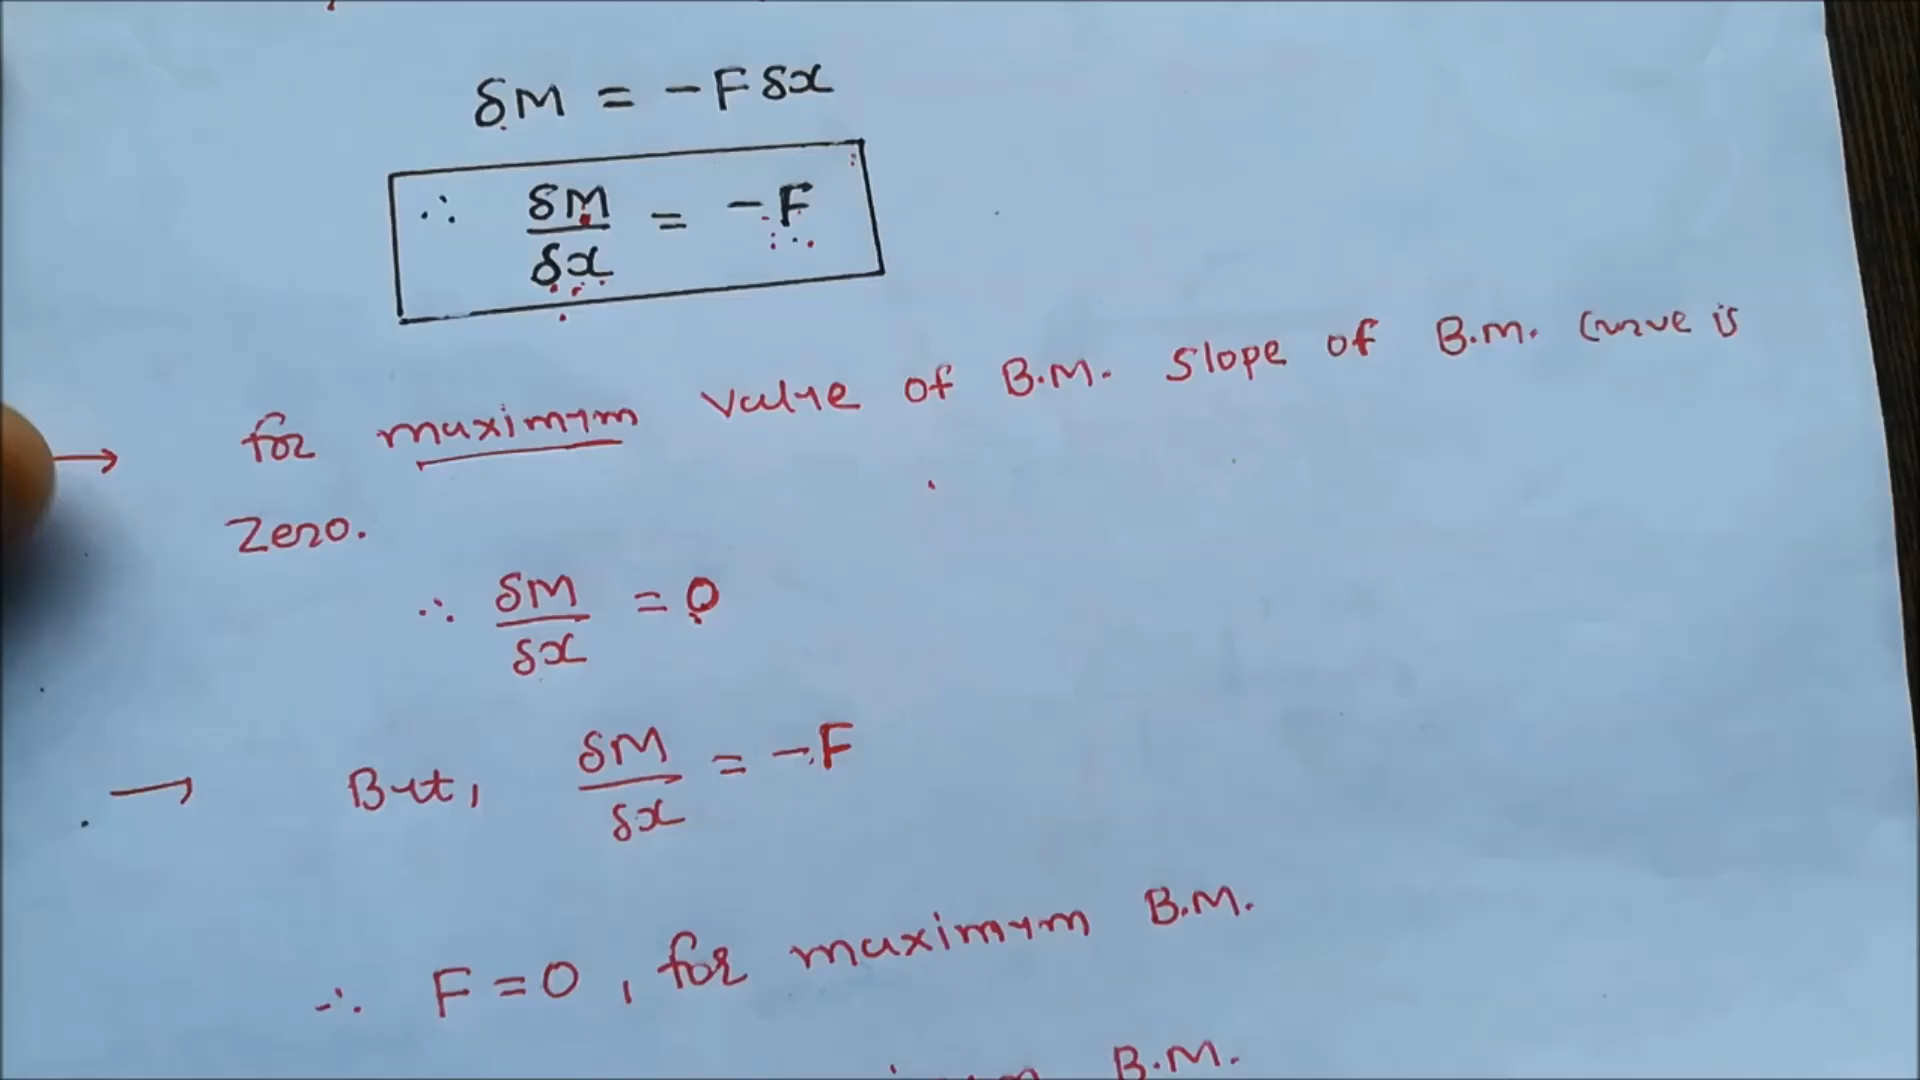 δM = -Fδx
∴ δM/δx = -F
→ for maximum value of B.M. slope of B.M. curve is
zero.
∴ δM/δx = 0
→ But, δM/δx = -F
∴ F = 0, for maximum B.M.
B.M.